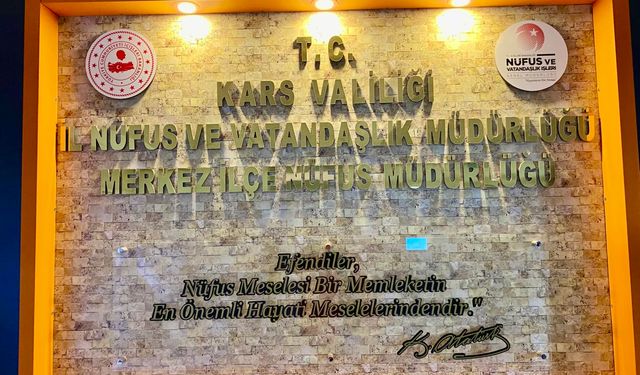 T.C.
KARS VALİLİĞİ
İL NÜFUS VE VATANDAŞLIK MÜDÜRLÜĞÜ
MERKEZ İLÇE NÜFUS MÜDÜRLÜĞÜ
NÜFUS VE
VATANDAŞLIK İŞLERİ
Efendiler,
Nüfus Meselesi Bir Memleketin
En Önemli Hayati Meselelerindendir."
K. Atatürk